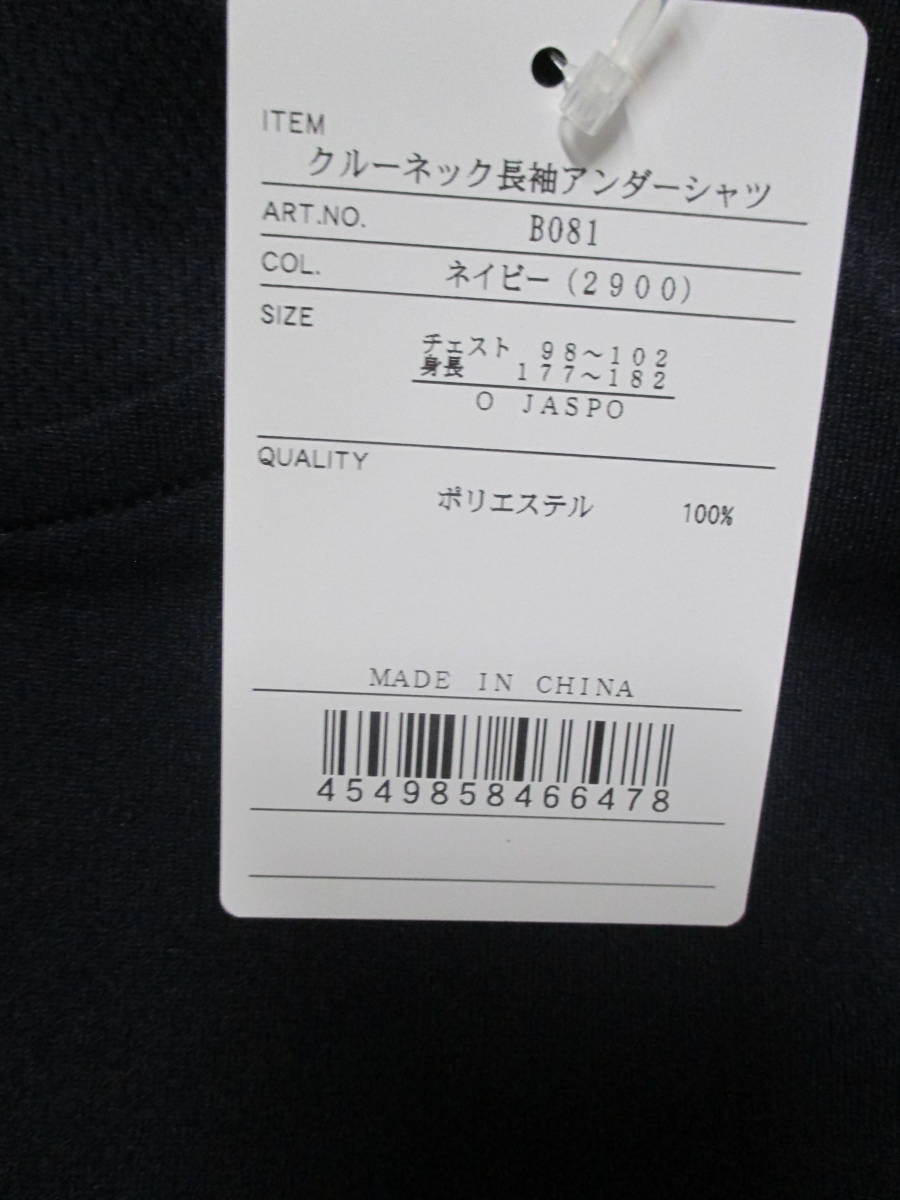 ITEM
クルーネック長袖アンダーシャツ
ART.NO. B081
COL. ネイビー(2900)
SIZE
チェスト 98～102
身長 177～182
O JASPO
QUALITY
ポリエステル 100%
MADE IN CHINA
4549858466478